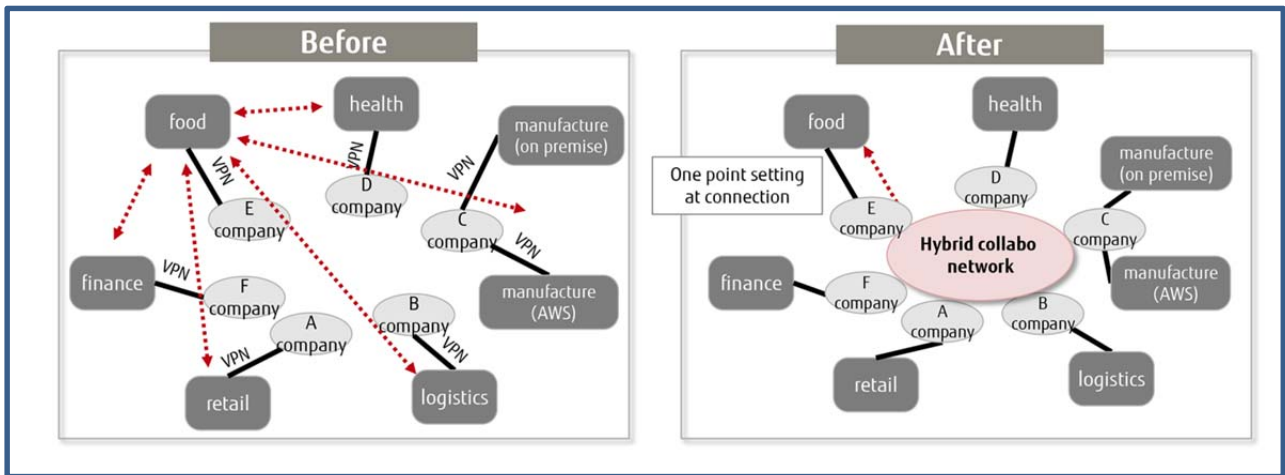 Before
food
health
manufacture
(on premise)
VPN
VPN
VPN
D
company
E
company
C
company
VPN
finance
VPN
F
company
manufacture
(AWS)
A
company
B
company
VPN
VPN
retail
logistics
After
food
health
manufacture
(on premise)
One point setting
at connection
D
company
E
company
C
company
Hybrid collabo
network
finance
F
company
manufacture
(AWS)
A
company
B
company
retail
logistics